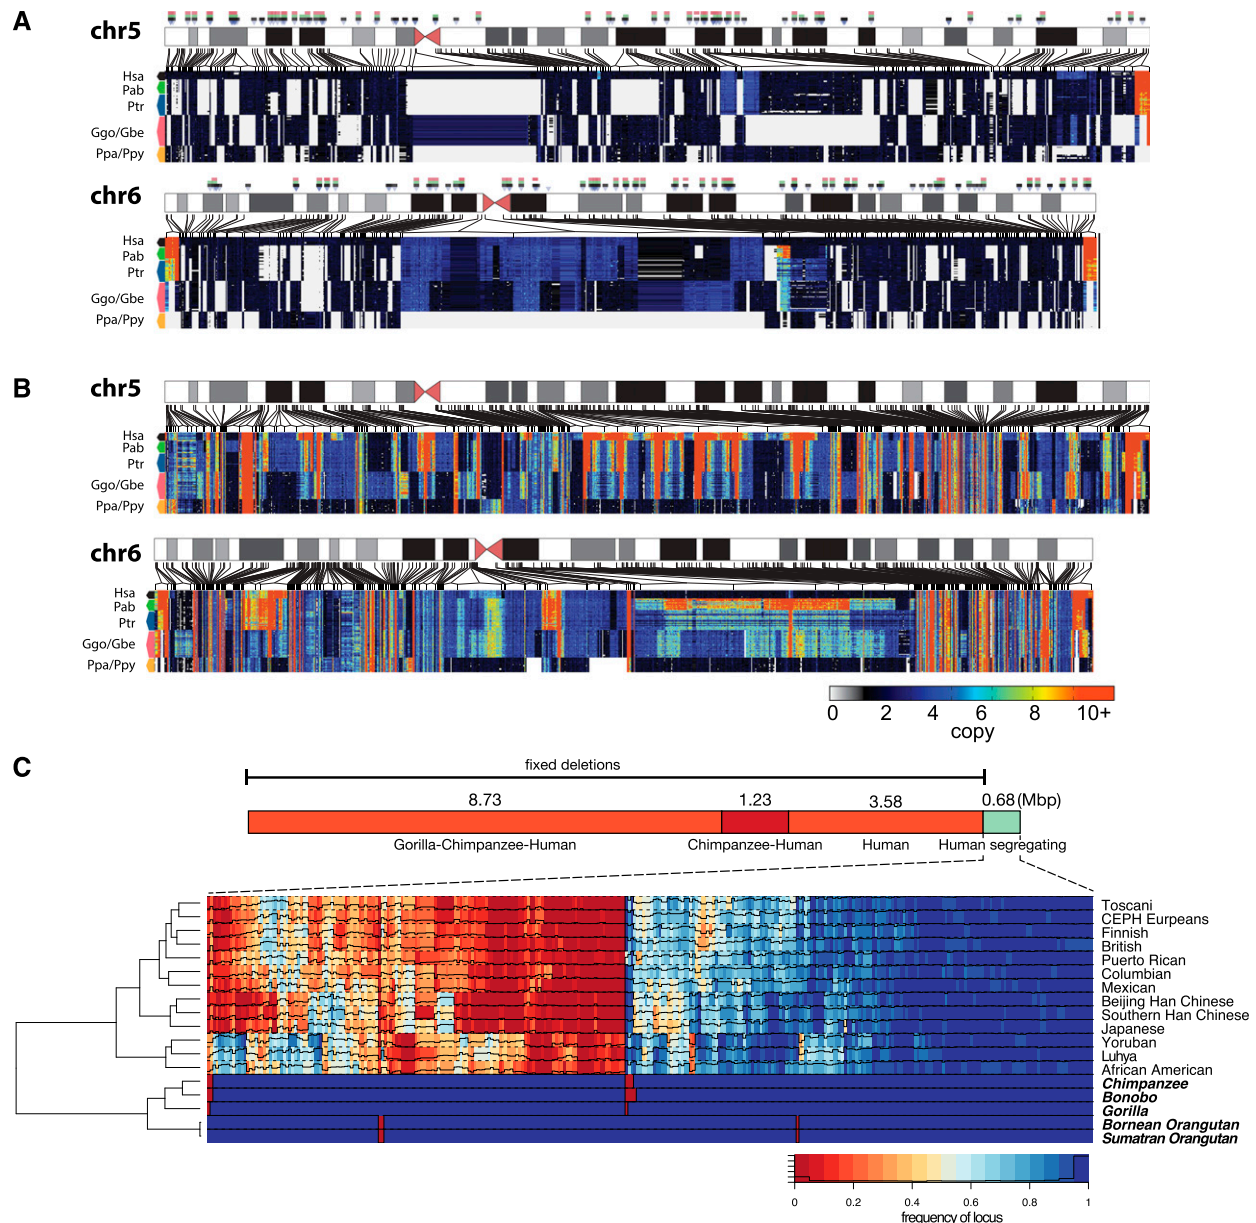 A
chr5
Hsa
Pab
Ptr
Ggo/Gbe
Ppa/Ppy
chr6
Hsa
Pab
Ptr
Ggo/Gbe
Ppa/Ppy
B
chr5
Hsa
Pab
Ptr
Ggo/Gbe
Ppa/Ppy
chr6
Hsa
Pab
Ptr
Ggo/Gbe
Ppa/Ppy
0 2 4 6 8 10+
copy
C
fixed deletions
8.73 1.23 3.58 0.68 (Mbp)
Gorilla-Chimpanzee-Human Chimpanzee-Human Human Human segregating
Toscani
CEPH Eurpeans
Finnish
British
Puerto Rican
Columbian
Mexican
Beijing Han Chinese
Southern Han Chinese
Japanese
Yoruban
Luhya
African American
Chimpanzee
Bonobo
Gorilla
Bornean Orangutan
Sumatran Orangutan
0 0.2 0.4 0.6 0.8 1
frequency of locus